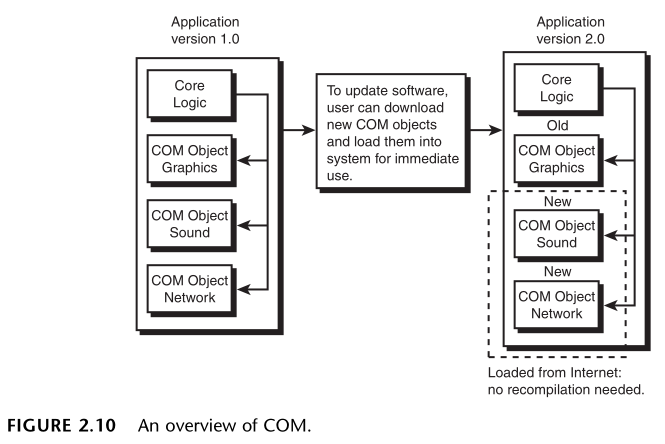 Application
version 1.0
Core
Logic
COM Object
Graphics
COM Object
Sound
COM Object
Network
To update software,
user can download
new COM objects
and load them into
system for immediate
use.
Application
version 2.0
Core
Logic
Old
COM Object
Graphics
New
COM Object
Sound
New
COM Object
Network
Loaded from Internet:
no recompilation needed.
FIGURE 2.10 An overview of COM.